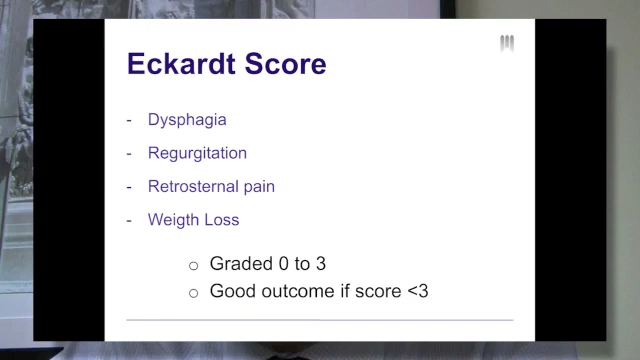 Eckardt Score
- Dysphagia
- Regurgitation
- Retrosternal pain
- Weigth Loss
○ Graded 0 to 3
○ Good outcome if score <3